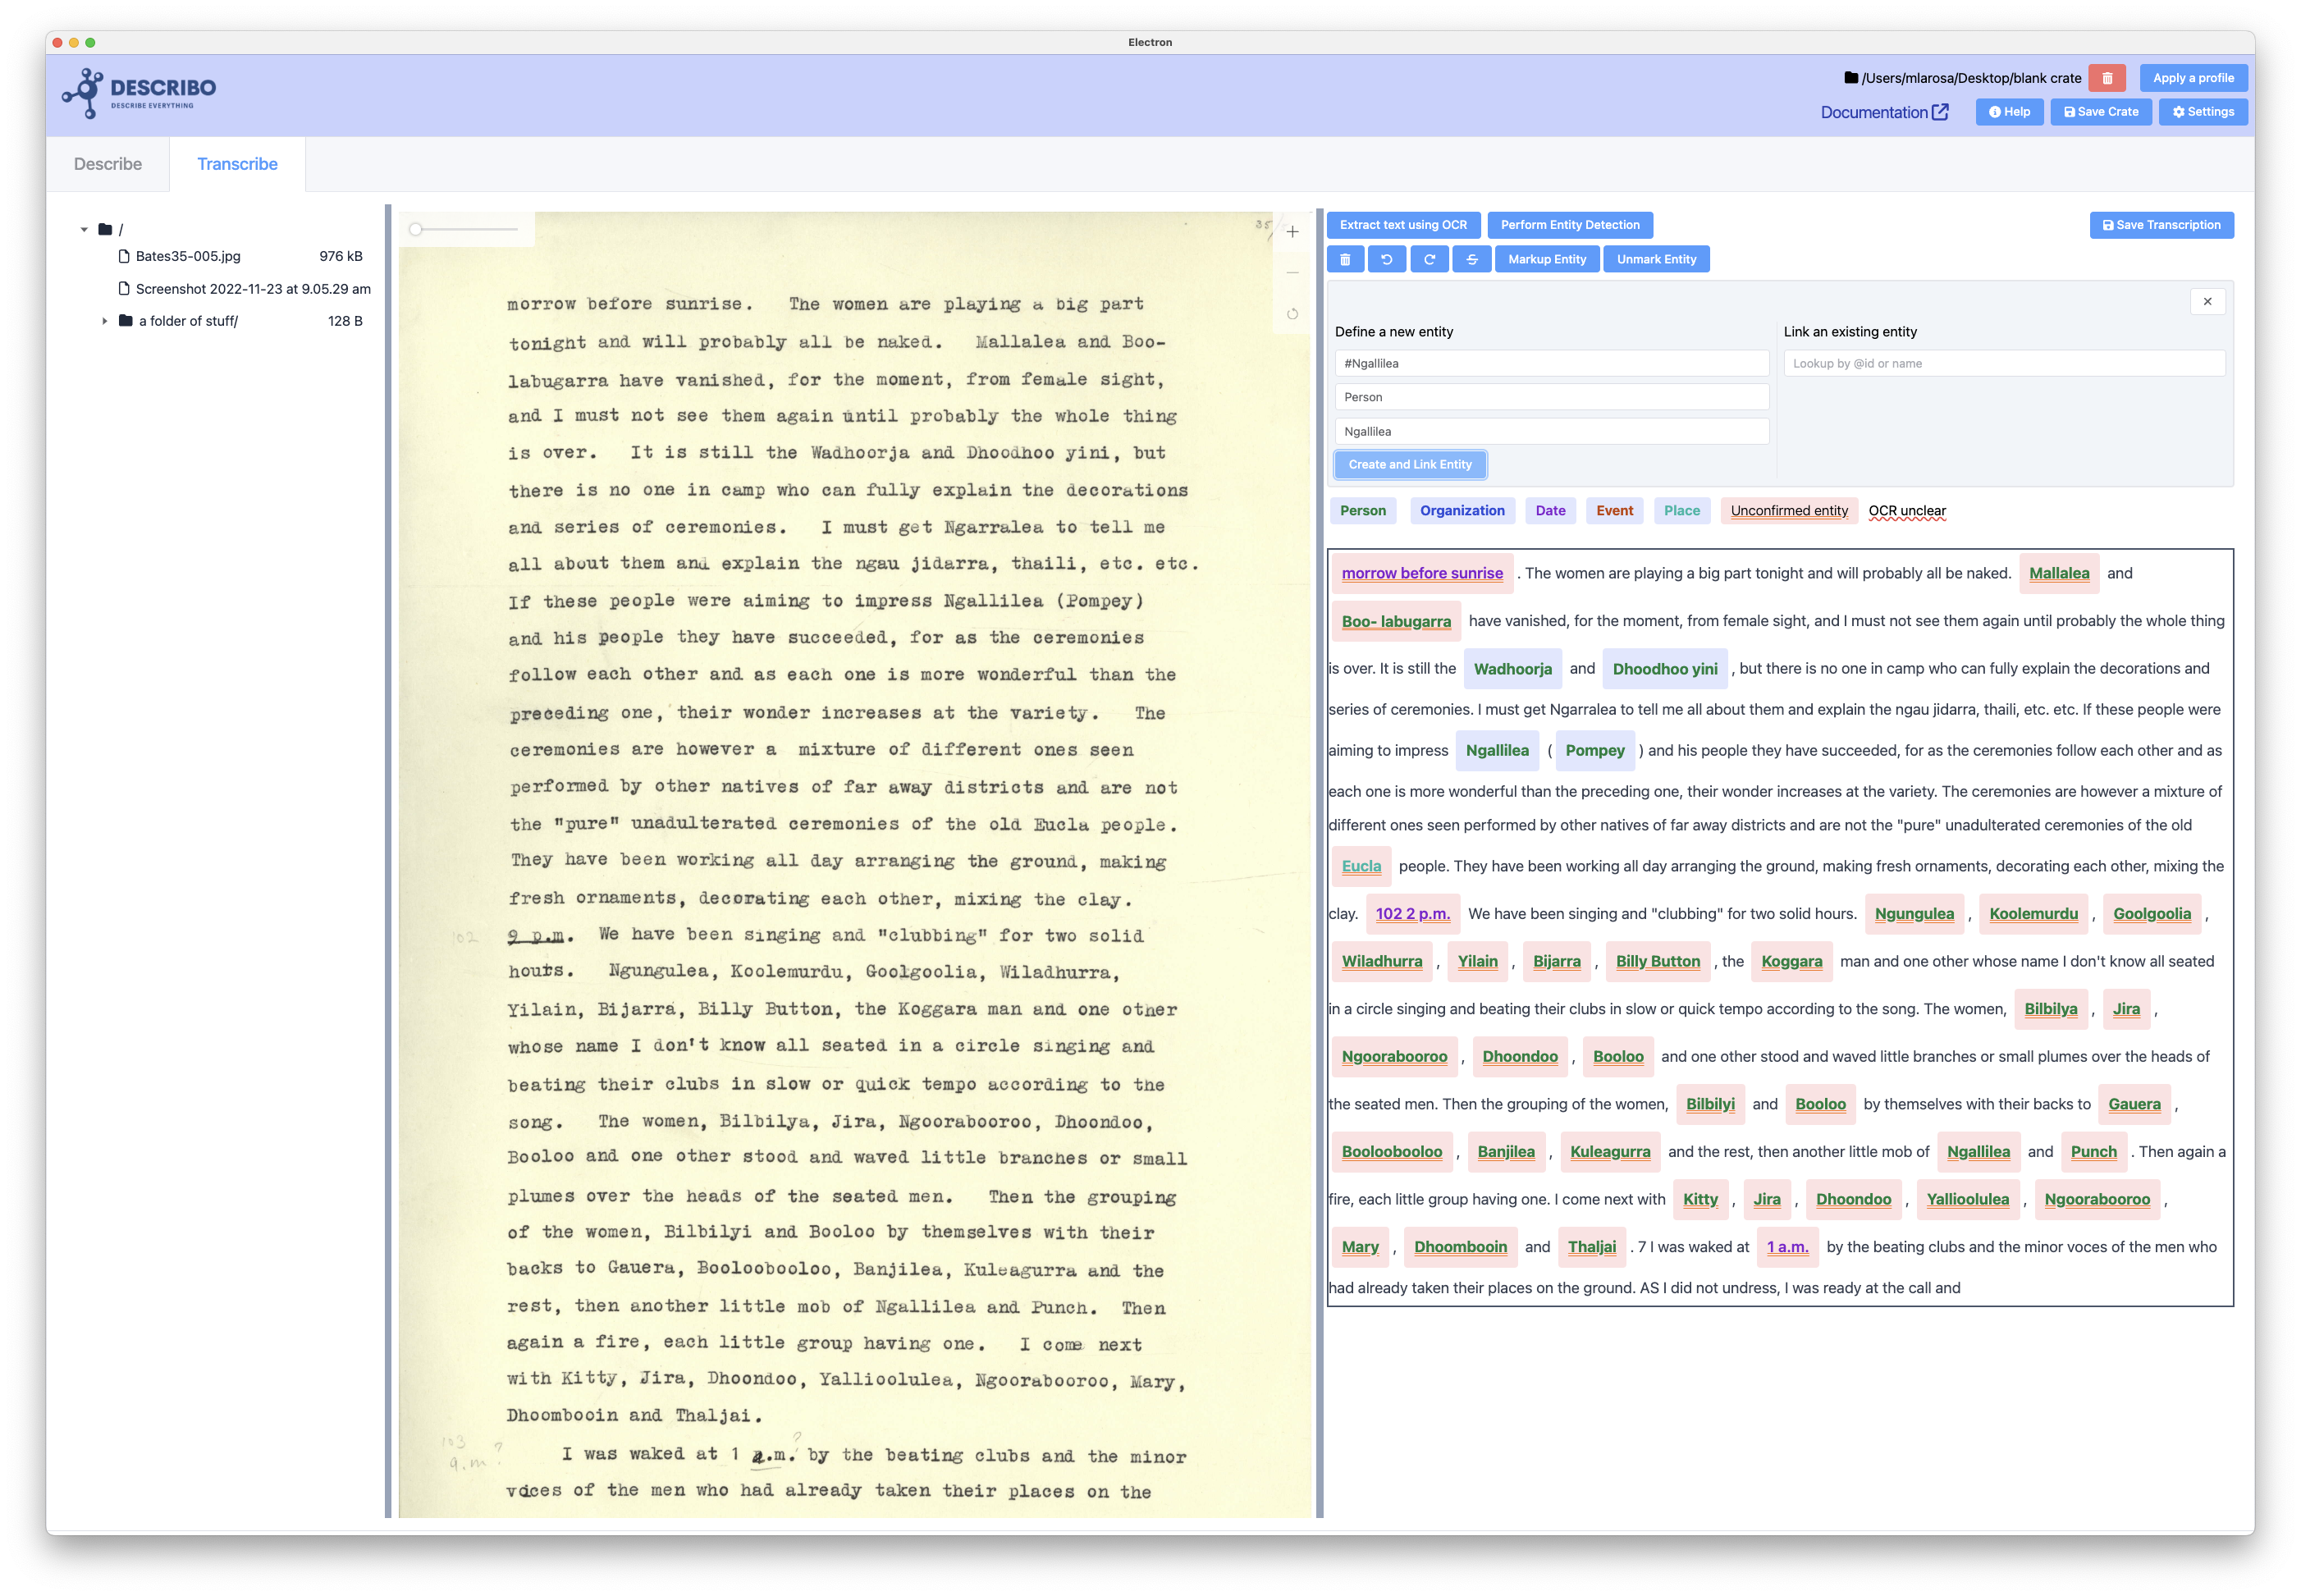 Electron
DESCRIBO
DESCRIBE EVERYTHING
/Users/mlarosa/Desktop/blank crate
Apply a profile
Documentation
Help
Save Crate
Settings
Describe
Transcribe
/
Bates35-005.jpg 976 kB
Screenshot 2022-11-23 at 9.05.29 am
a folder of stuff/ 128 B
35/
morrow before sunrise. The women are playing a big part
tonight and will probably all be naked. Mallalea and Boo-
labugarra have vanished, for the moment, from female sight,
and I must not see them again until probably the whole thing
is over. It is still the Wadhoorja and Dhoodhoo yini, but
there is no one in camp who can fully explain the decorations
and series of ceremonies. I must get Ngarralea to tell me
all about them and explain the ngau jidarra, thaili, etc. etc.
If these people were aiming to impress Ngallilea (Pompey)
and his people they have succeeded, for as the ceremonies
follow each other and as each one is more wonderful than the
preceding one, their wonder increases at the variety. The
ceremonies are however a mixture of different ones seen
performed by other natives of far away districts and are not
the "pure" unadulterated ceremonies of the old Eucla people.
They have been working all day arranging the ground, making
fresh ornaments, decorating each other, mixing the clay.
102 9 p.m. We have been singing and "clubbing" for two solid
hours. Ngungulea, Koolemurdu, Goolgoolia, Wiladhurra,
Yilain, Bijarra, Billy Button, the Koggara man and one other
whose name I don't know all seated in a circle singing and
beating their clubs in slow or quick tempo according to the
song. The women, Bilbilya, Jira, Ngoorabooroo, Dhoondoo,
Booloo and one other stood and waved little branches or small
plumes over the heads of the seated men. Then the grouping
of the women, Bilbilyi and Booloo by themselves with their
backs to Gauera, Booloobooloo, Banjilea, Kuleagurra and the
rest, then another little mob of Ngallilea and Punch. Then
again a fire, each little group having one. I come next
with Kitty, Jira, Dhoondoo, Yallioolulea, Ngoorabooroo, Mary,
Dhoombooin and Thaljai.
103 ?
9.m ?
I was waked at 1 a.m.? by the beating clubs and the minor
voces of the men who had already taken their places on the
Extract text using OCR
Perform Entity Detection
Save Transcription
Markup Entity
Unmark Entity
Define a new entity
#Ngallilea
Person
Ngallilea
Create and Link Entity
Link an existing entity
Lookup by @id or name
Person Organization Date Event Place Unconfirmed entity OCR unclear
morrow before sunrise . The women are playing a big part tonight and will probably all be naked. Mallalea and
Boo- labugarra have vanished, for the moment, from female sight, and I must not see them again until probably the whole thing
is over. It is still the Wadhoorja and Dhoodhoo yini , but there is no one in camp who can fully explain the decorations and
series of ceremonies. I must get Ngarralea to tell me all about them and explain the ngau jidarra, thaili, etc. etc. If these people were
aiming to impress Ngallilea ( Pompey ) and his people they have succeeded, for as the ceremonies follow each other and as
each one is more wonderful than the preceding one, their wonder increases at the variety. The ceremonies are however a mixture of
different ones seen performed by other natives of far away districts and are not the "pure" unadulterated ceremonies of the old
Eucla people. They have been working all day arranging the ground, making fresh ornaments, decorating each other, mixing the
clay. 102 2 p.m. We have been singing and "clubbing" for two solid hours. Ngungulea , Koolemurdu , Goolgoolia ,
Wiladhurra , Yilain , Bijarra , Billy Button , the Koggara man and one other whose name I don't know all seated
in a circle singing and beating their clubs in slow or quick tempo according to the song. The women, Bilbilya , Jira ,
Ngoorabooroo , Dhoondoo , Booloo and one other stood and waved little branches or small plumes over the heads of
the seated men. Then the grouping of the women, Bilbilyi and Booloo by themselves with their backs to Gauera ,
Booloobooloo , Banjilea , Kuleagurra and the rest, then another little mob of Ngallilea and Punch . Then again a
fire, each little group having one. I come next with Kitty , Jira , Dhoondoo , Yallioolulea , Ngoorabooroo ,
Mary , Dhoombooin and Thaljai . 7 I was waked at 1 a.m. by the beating clubs and the minor voces of the men who
had already taken their places on the ground. AS I did not undress, I was ready at the call and